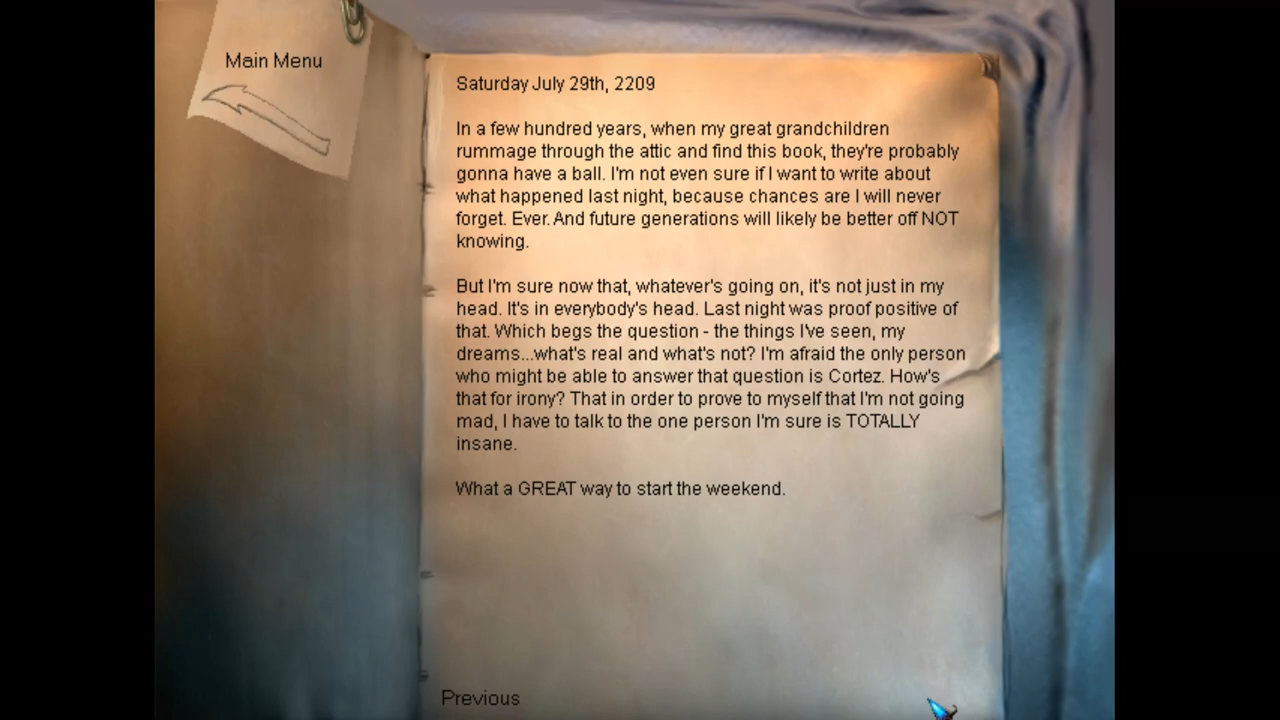 Main Menu
Saturday July 29th, 2209
In a few hundred years, when my great grandchildren
rummage through the attic and find this book, they're probably
gonna have a ball. I'm not even sure if I want to write about
what happened last night, because chances are I will never
forget. Ever. And future generations will likely be better off NOT
knowing.
But I'm sure now that, whatever's going on, it's not just in my
head. It's in everybody's head. Last night was proof positive of
that. Which begs the question - the things I've seen, my
dreams...what's real and what's not? I'm afraid the only person
who might be able to answer that question is Cortez. How's
that for irony? That in order to prove to myself that I'm not going
mad, I have to talk to the one person I'm sure is TOTALLY
insane.
What a GREAT way to start the weekend.
Previous